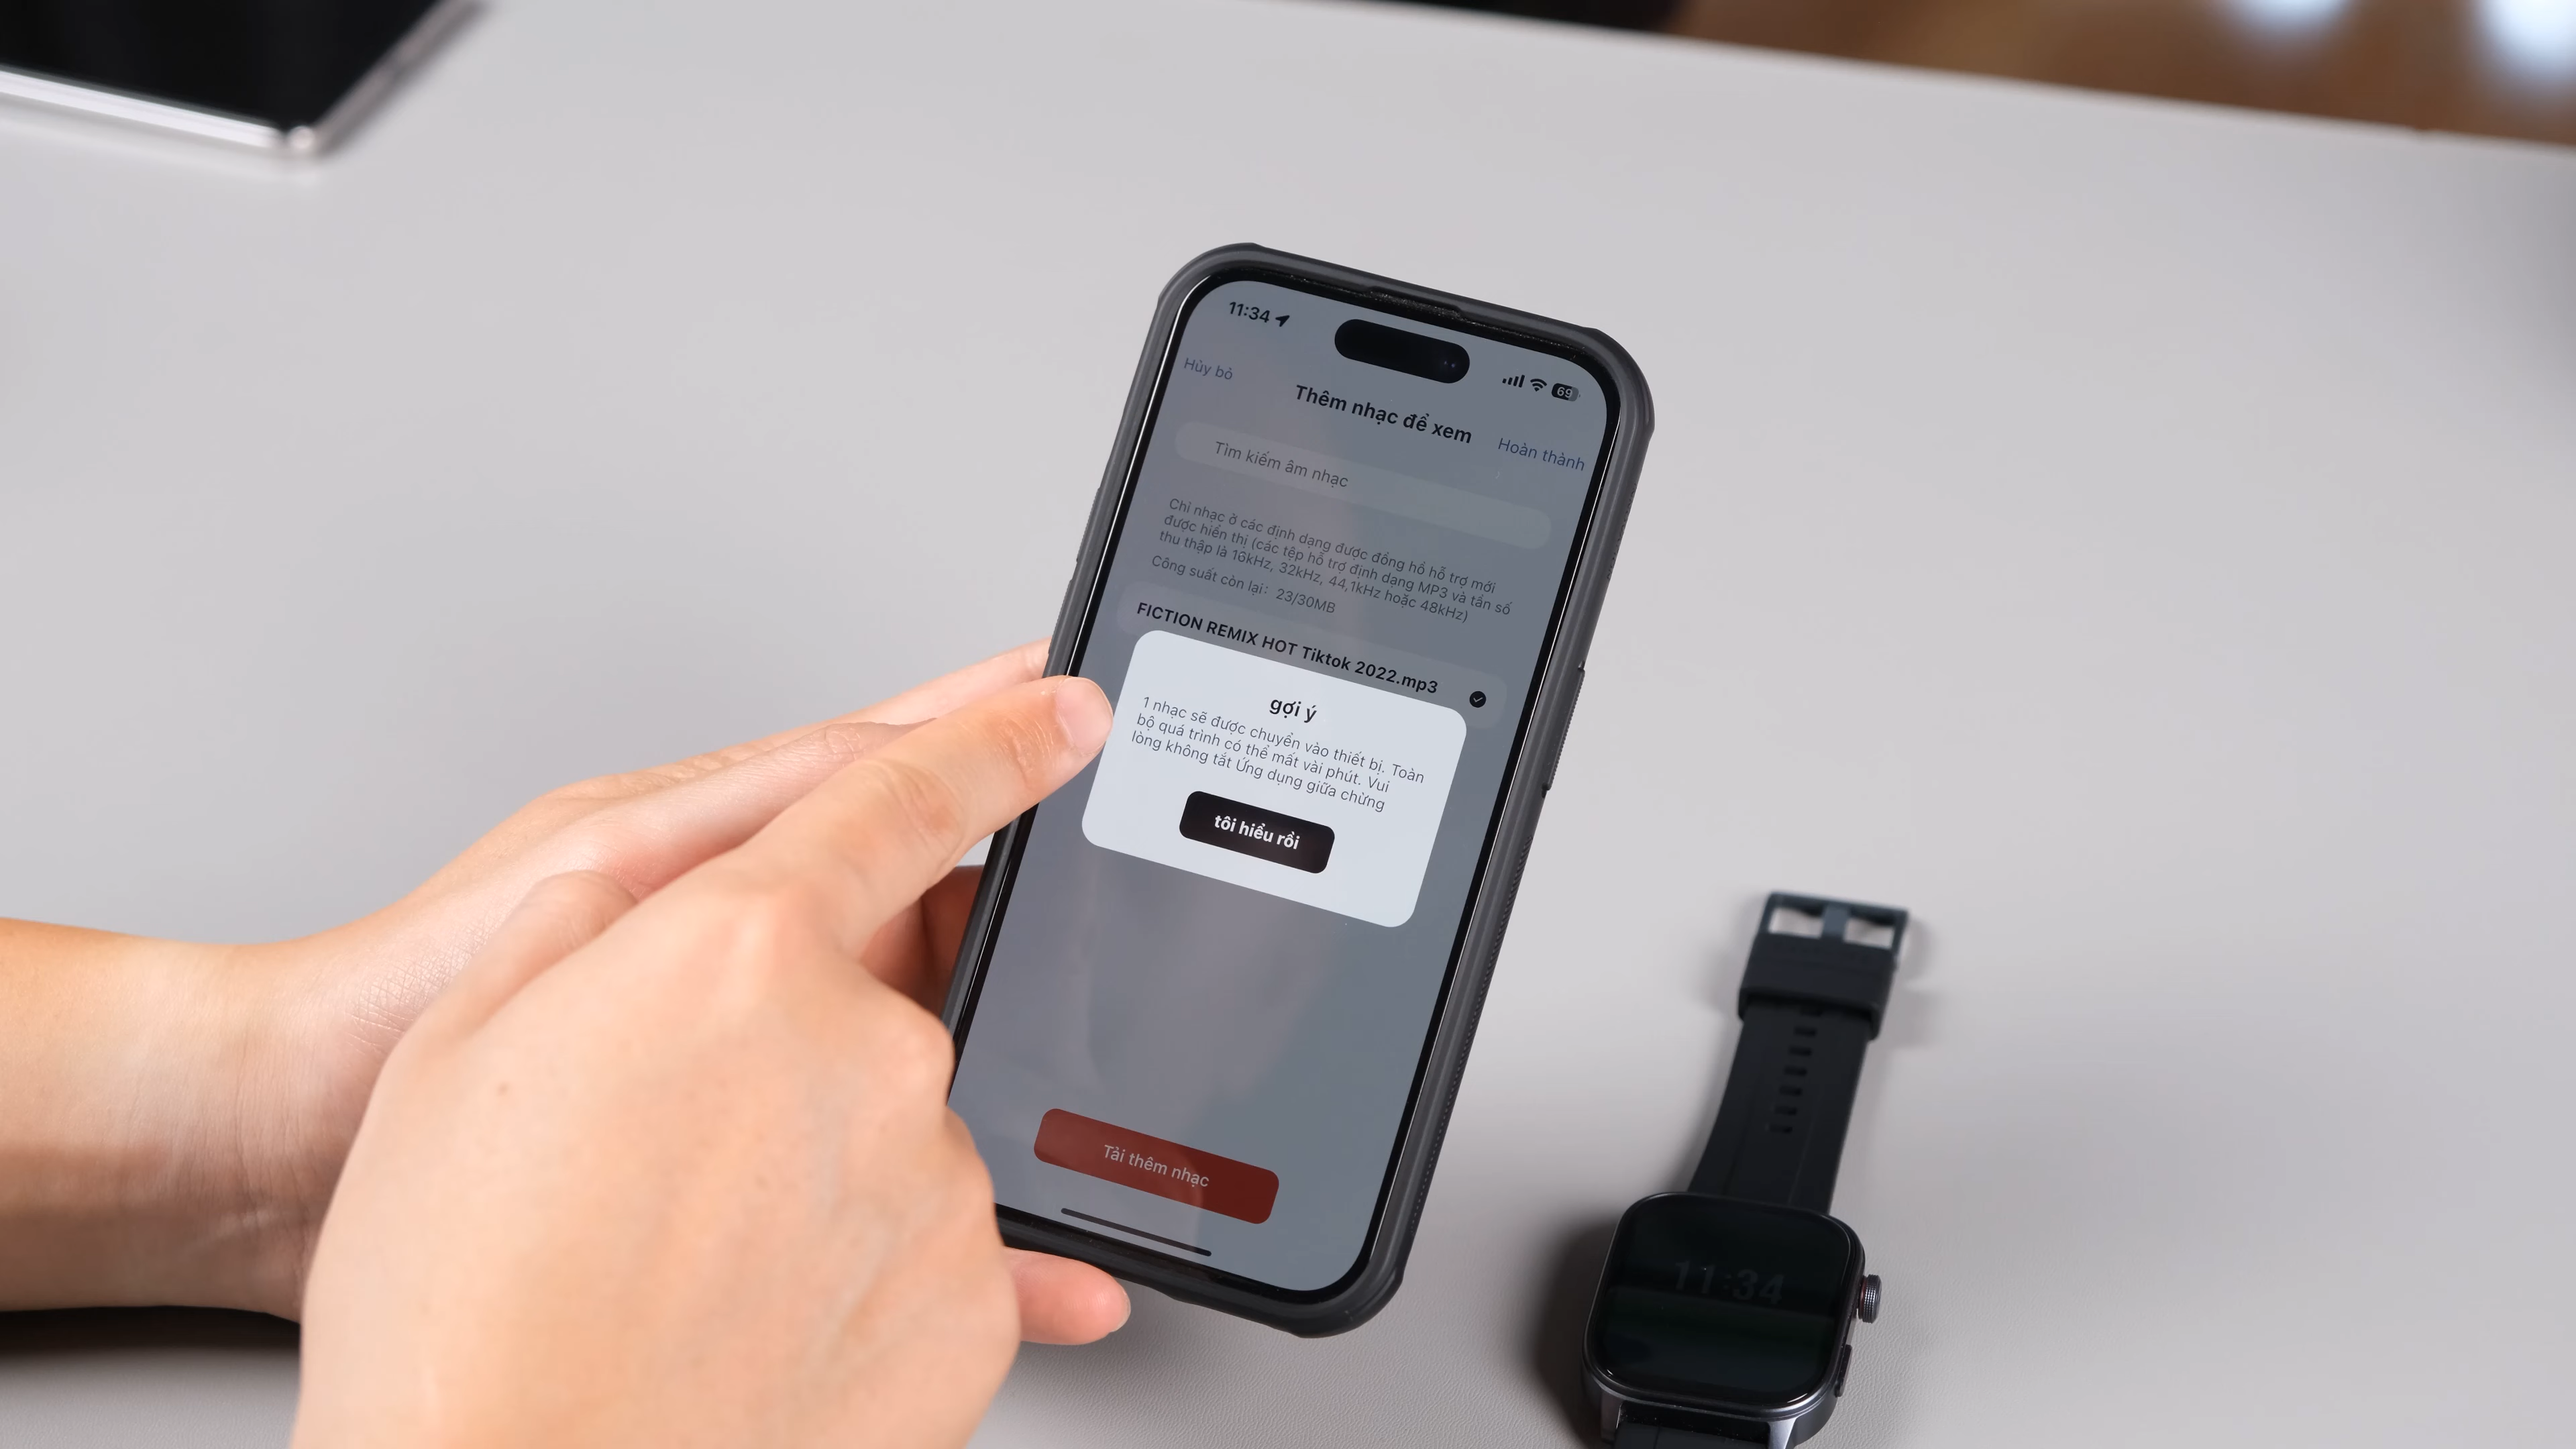 11:34
69
Hủy bỏ
Thêm nhạc để xem
Hoàn thành
Tìm kiếm âm nhạc
Chỉ nhạc ở các định dạng được đồng hồ hỗ trợ mới
được hiển thị (các tệp hỗ trợ định dạng MP3 và tần số
thu thập là 16kHz, 32kHz, 44,1kHz hoặc 48kHz)
Công suất còn lại: 23/30MB
FICTION REMIX HOT Tiktok 2022.mp3
gợi ý
1 nhạc sẽ được chuyển vào thiết bị. Toàn
bộ quá trình có thể mất vài phút. Vui
lòng không tắt Ứng dụng giữa chừng
tôi hiểu rồi
Tải thêm nhạc
11:34